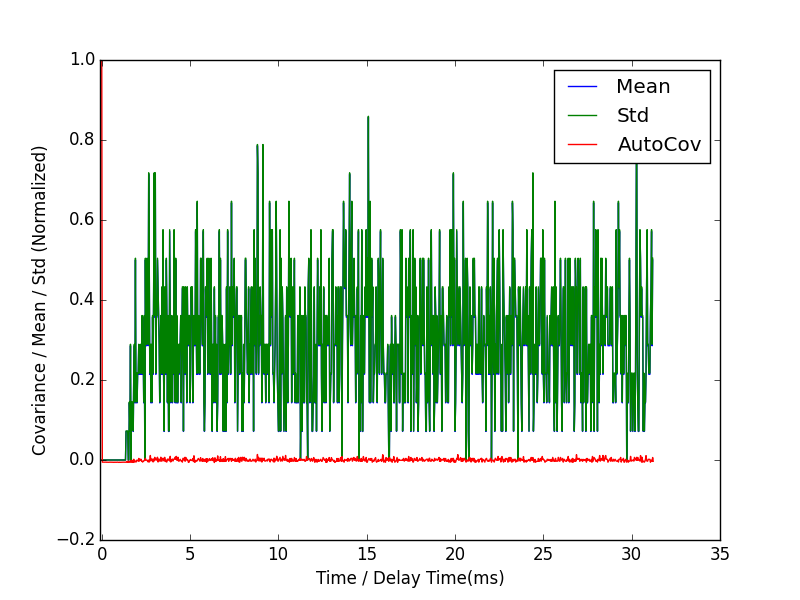 1.0
0.8
0.6
0.4
0.2
0.0
−0.2
Covariance / Mean / Std (Normalized)
Mean
Std
AutoCov
0 5 10 15 20 25 30 35
Time / Delay Time(ms)